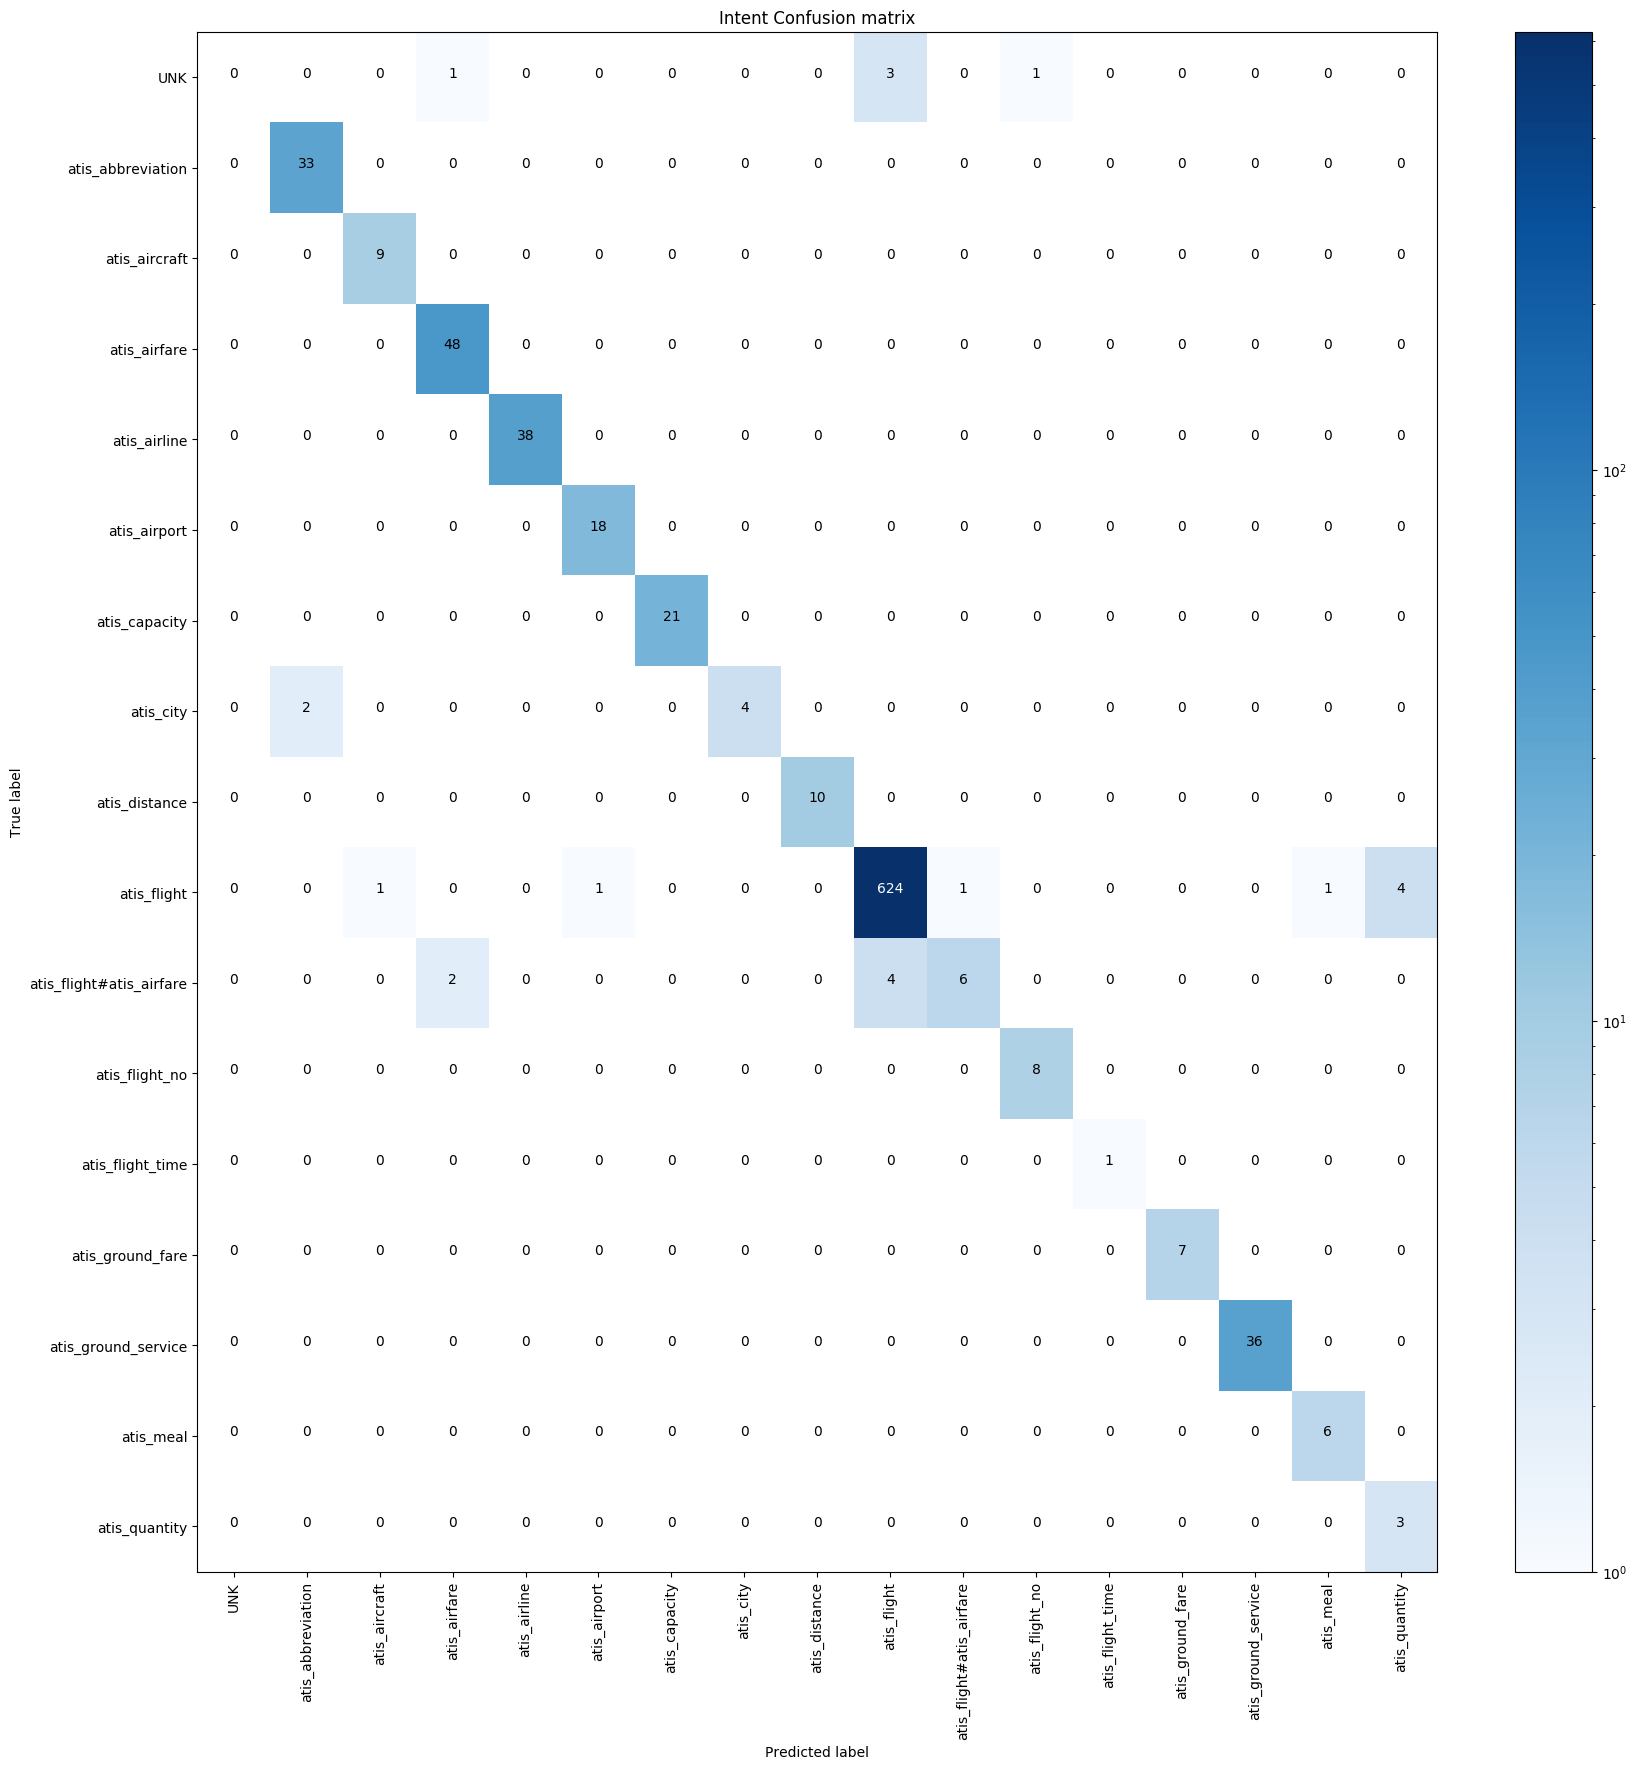 Intent Confusion matrix
UNK 0 0 0 1 0 0 0 0 0 3 0 1 0 0 0 0 0
atis_abbreviation 0 33 0 0 0 0 0 0 0 0 0 0 0 0 0 0 0
atis_aircraft 0 0 9 0 0 0 0 0 0 0 0 0 0 0 0 0 0
atis_airfare 0 0 0 48 0 0 0 0 0 0 0 0 0 0 0 0 0
atis_airline 0 0 0 0 38 0 0 0 0 0 0 0 0 0 0 0 0
atis_airport 0 0 0 0 0 18 0 0 0 0 0 0 0 0 0 0 0
atis_capacity 0 0 0 0 0 0 21 0 0 0 0 0 0 0 0 0 0
atis_city 0 2 0 0 0 0 0 4 0 0 0 0 0 0 0 0 0
atis_distance 0 0 0 0 0 0 0 0 10 0 0 0 0 0 0 0 0
atis_flight 0 0 1 0 0 1 0 0 0 624 1 0 0 0 0 1 4
atis_flight#atis_airfare 0 0 0 2 0 0 0 0 0 4 6 0 0 0 0 0 0
atis_flight_no 0 0 0 0 0 0 0 0 0 0 0 8 0 0 0 0 0
atis_flight_time 0 0 0 0 0 0 0 0 0 0 0 0 1 0 0 0 0
atis_ground_fare 0 0 0 0 0 0 0 0 0 0 0 0 0 7 0 0 0
atis_ground_service 0 0 0 0 0 0 0 0 0 0 0 0 0 0 36 0 0
atis_meal 0 0 0 0 0 0 0 0 0 0 0 0 0 0 0 6 0
atis_quantity 0 0 0 0 0 0 0 0 0 0 0 0 0 0 0 0 3
True label
UNK
atis_abbreviation
atis_aircraft
atis_airfare
atis_airline
atis_airport
atis_capacity
atis_city
atis_distance
atis_flight
atis_flight#atis_airfare
atis_flight_no
atis_flight_time
atis_ground_fare
atis_ground_service
atis_meal
atis_quantity
Predicted label
10²
10¹
10⁰